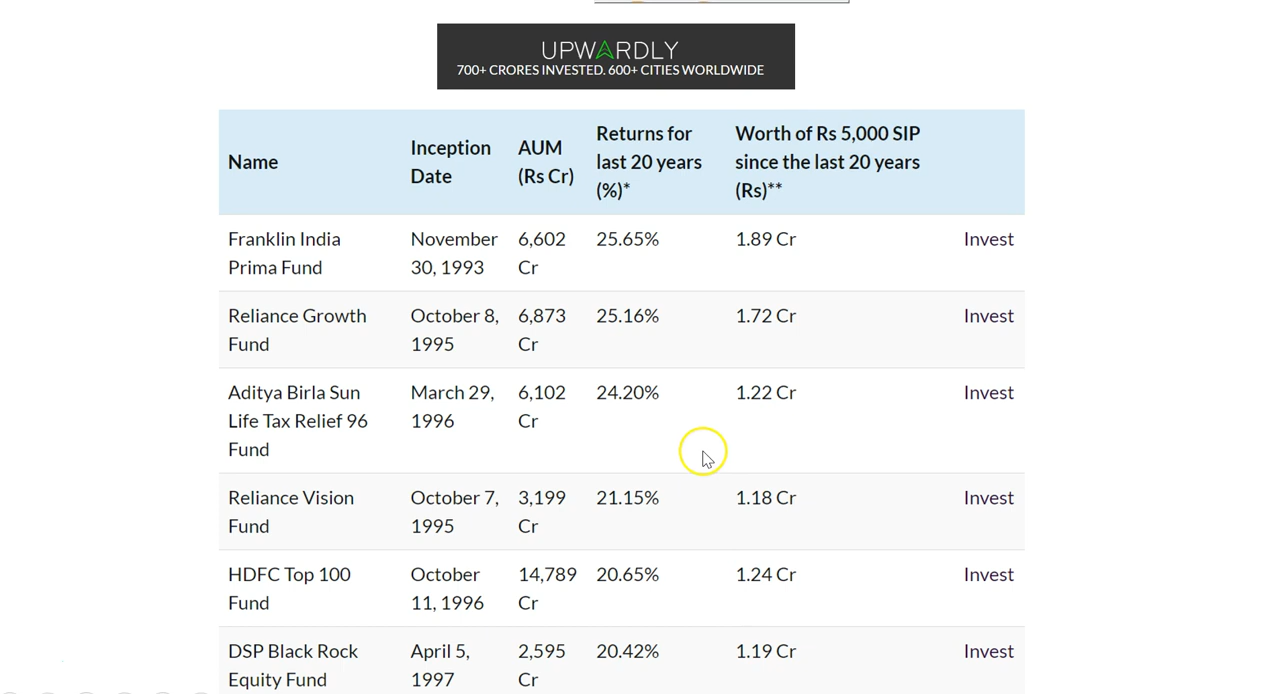 UPWARDLY
700+ CRORES INVESTED. 600+ CITIES WORLDWIDE
Name
Inception
Date
AUM
(Rs Cr)
Returns for
last 20 years
(%)*
Worth of Rs 5,000 SIP
since the last 20 years
(Rs)**
Franklin India
Prima Fund
November
30, 1993
6,602
Cr
25.65%
1.89 Cr
Invest
Reliance Growth
Fund
October 8,
1995
6,873
Cr
25.16%
1.72 Cr
Invest
Aditya Birla Sun
Life Tax Relief 96
Fund
March 29,
1996
6,102
Cr
24.20%
1.22 Cr
Invest
Reliance Vision
Fund
October 7,
1995
3,199
Cr
21.15%
1.18 Cr
Invest
HDFC Top 100
Fund
October
11, 1996
14,789
Cr
20.65%
1.24 Cr
Invest
DSP Black Rock
Equity Fund
April 5,
1997
2,595
Cr
20.42%
1.19 Cr
Invest